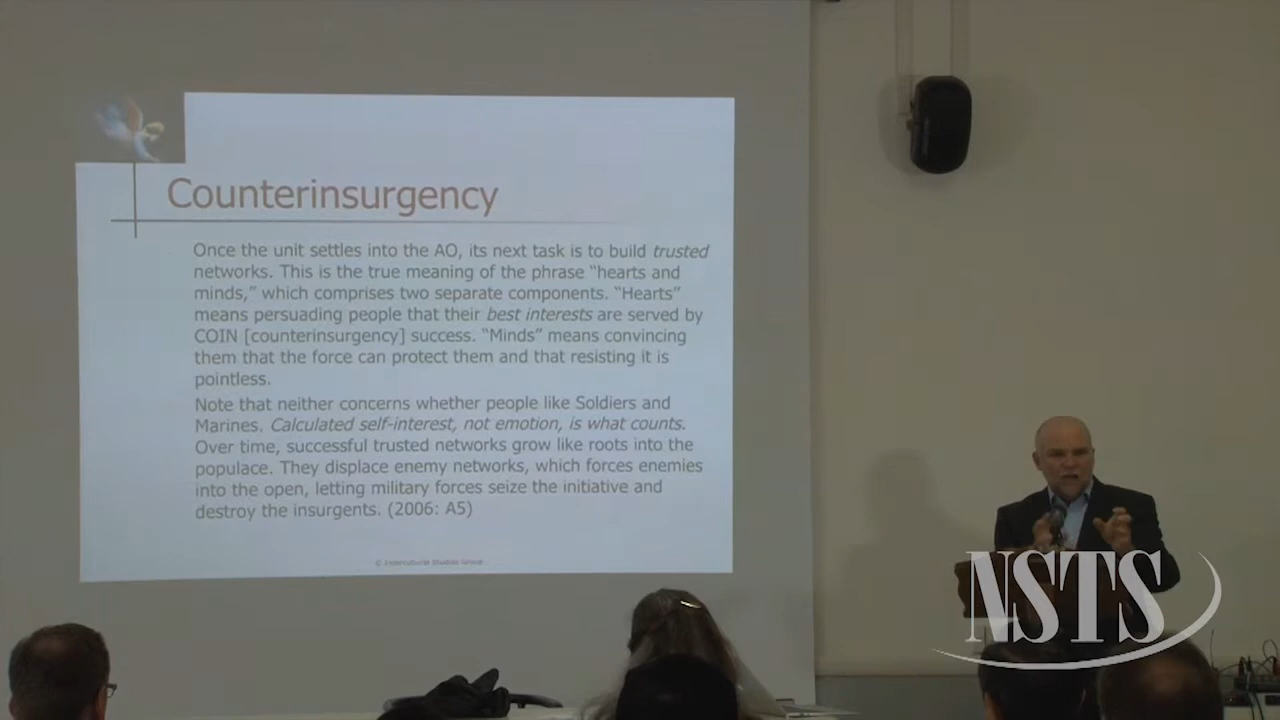 Counterinsurgency
Once the unit settles into the AO, its next task is to build trusted
networks. This is the true meaning of the phrase “hearts and
minds,” which comprises two separate components. “Hearts”
means persuading people that their best interests are served by
COIN [counterinsurgency] success. “Minds” means convincing
them that the force can protect them and that resisting it is
pointless.
Note that neither concerns whether people like Soldiers and
Marines. Calculated self-interest, not emotion, is what counts.
Over time, successful trusted networks grow like roots into the
populace. They displace enemy networks, which forces enemies
into the open, letting military forces seize the initiative and
destroy the insurgents. (2006: A5)
© Intercultural Studies Group
NSTS